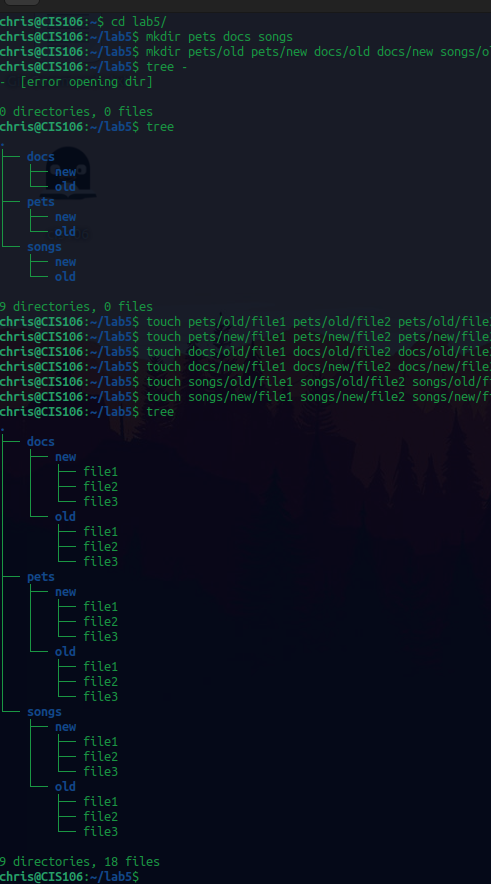 chris@CIS106:~$ cd lab5/
chris@CIS106:~/lab5$ mkdir pets docs songs
chris@CIS106:~/lab5$ mkdir pets/old pets/new docs/old docs/new songs/ol
chris@CIS106:~/lab5$ tree -
-  [error opening dir]

0 directories, 0 files
chris@CIS106:~/lab5$ tree
.
├── docs
│   ├── new
│   └── old
├── pets
│   ├── new
│   └── old
└── songs
    ├── new
    └── old

9 directories, 0 files
chris@CIS106:~/lab5$ touch pets/old/file1 pets/old/file2 pets/old/file
chris@CIS106:~/lab5$ touch pets/new/file1 pets/new/file2 pets/new/file
chris@CIS106:~/lab5$ touch docs/old/file1 docs/old/file2 docs/old/file
chris@CIS106:~/lab5$ touch docs/new/file1 docs/new/file2 docs/new/file
chris@CIS106:~/lab5$ touch songs/old/file1 songs/old/file2 songs/old/f
chris@CIS106:~/lab5$ touch songs/new/file1 songs/new/file2 songs/new/f
chris@CIS106:~/lab5$ tree
.
├── docs
│   ├── new
│   │   ├── file1
│   │   ├── file2
│   │   └── file3
│   └── old
│       ├── file1
│       ├── file2
│       └── file3
├── pets
│   ├── new
│   │   ├── file1
│   │   ├── file2
│   │   └── file3
│   └── old
│       ├── file1
│       ├── file2
│       └── file3
└── songs
    ├── new
    │   ├── file1
    │   ├── file2
    │   └── file3
    └── old
        ├── file1
        ├── file2
        └── file3

9 directories, 18 files
chris@CIS106:~/lab5$